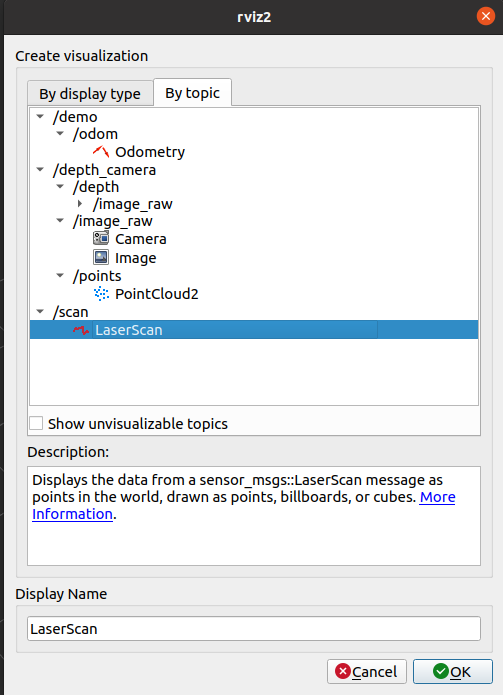 rviz2
Create visualization
By display type
By topic
/demo
/odom
Odometry
/depth_camera
/depth
/image_raw
/image_raw
Camera
Image
/points
PointCloud2
/scan
LaserScan
Show unvisualizable topics
Description:
Displays the data from a sensor_msgs::LaserScan message as
points in the world, drawn as points, billboards, or cubes. More
Information.
Display Name
LaserScan
Cancel
OK